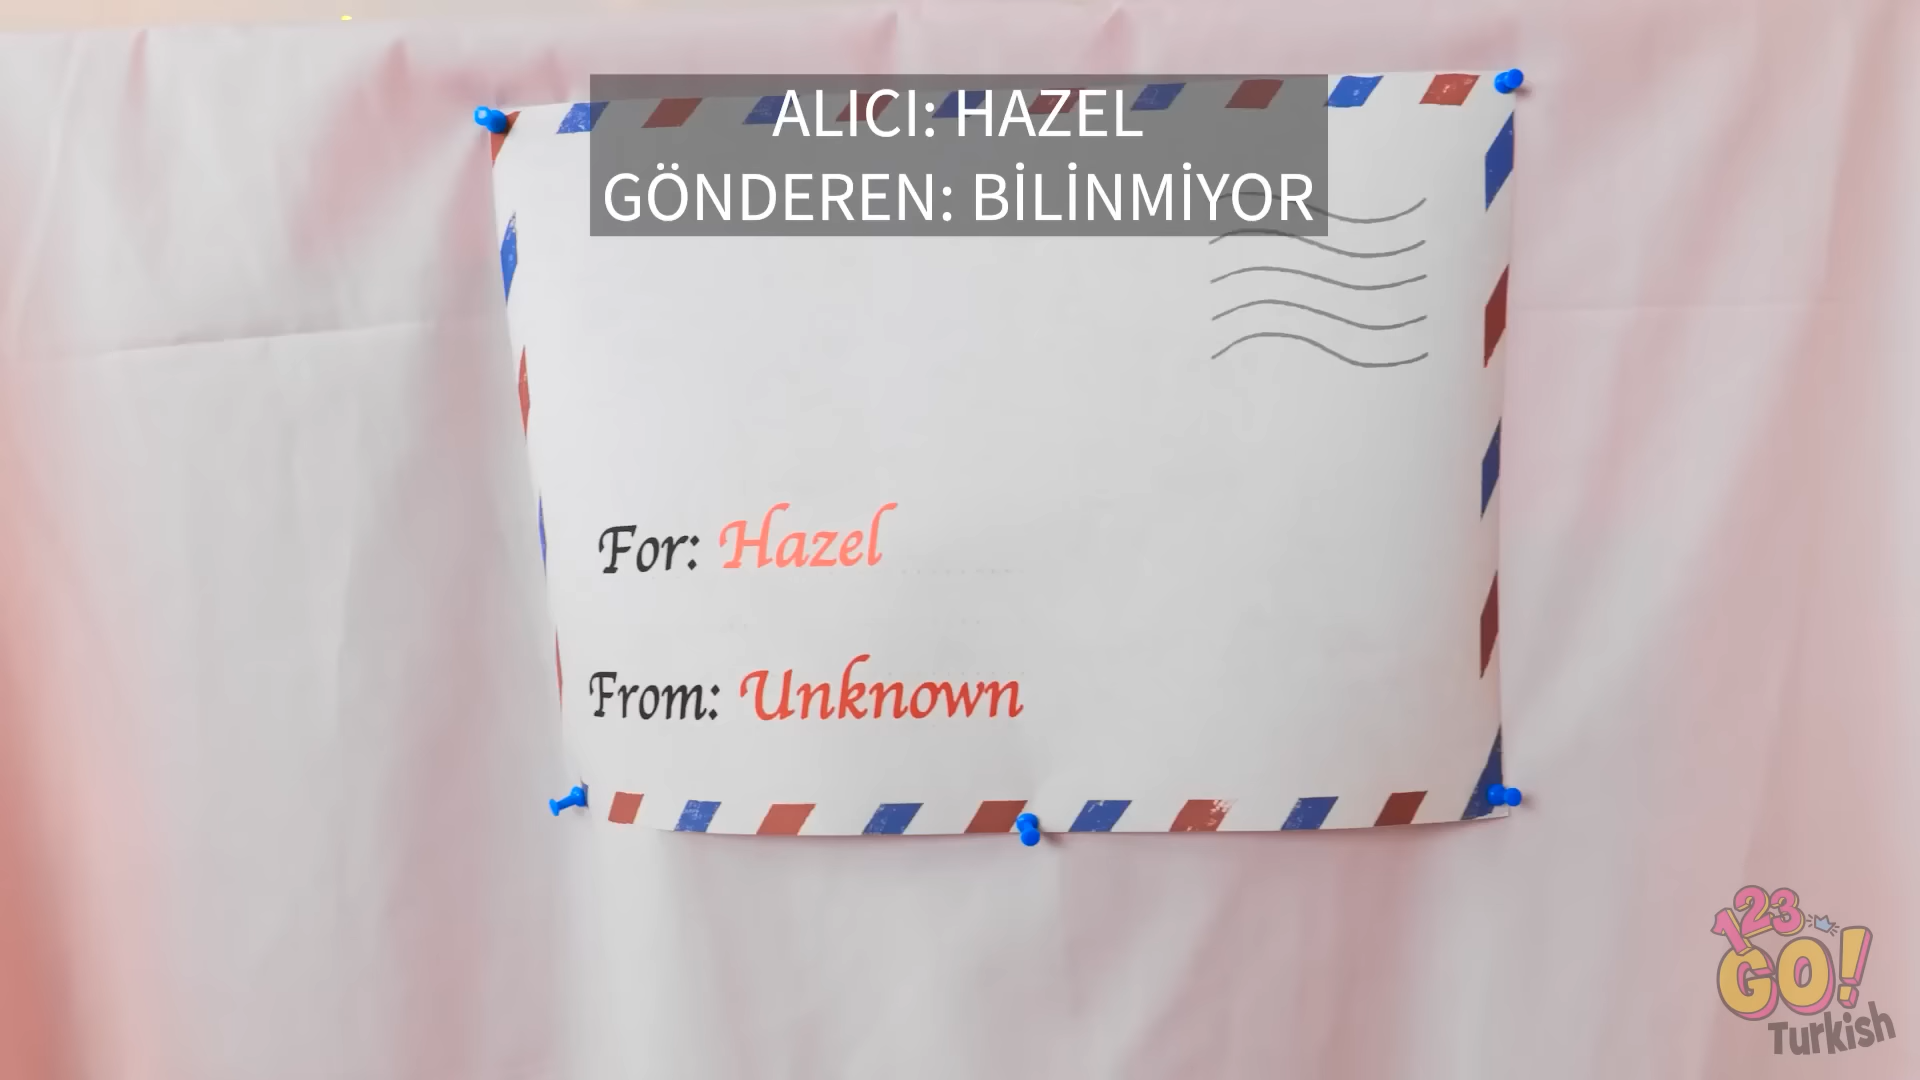 ALICI: HAZEL
GÖNDEREN: BİLİNMİYOR
For: Hazel
From: Unknown
123
GO!
Turkish